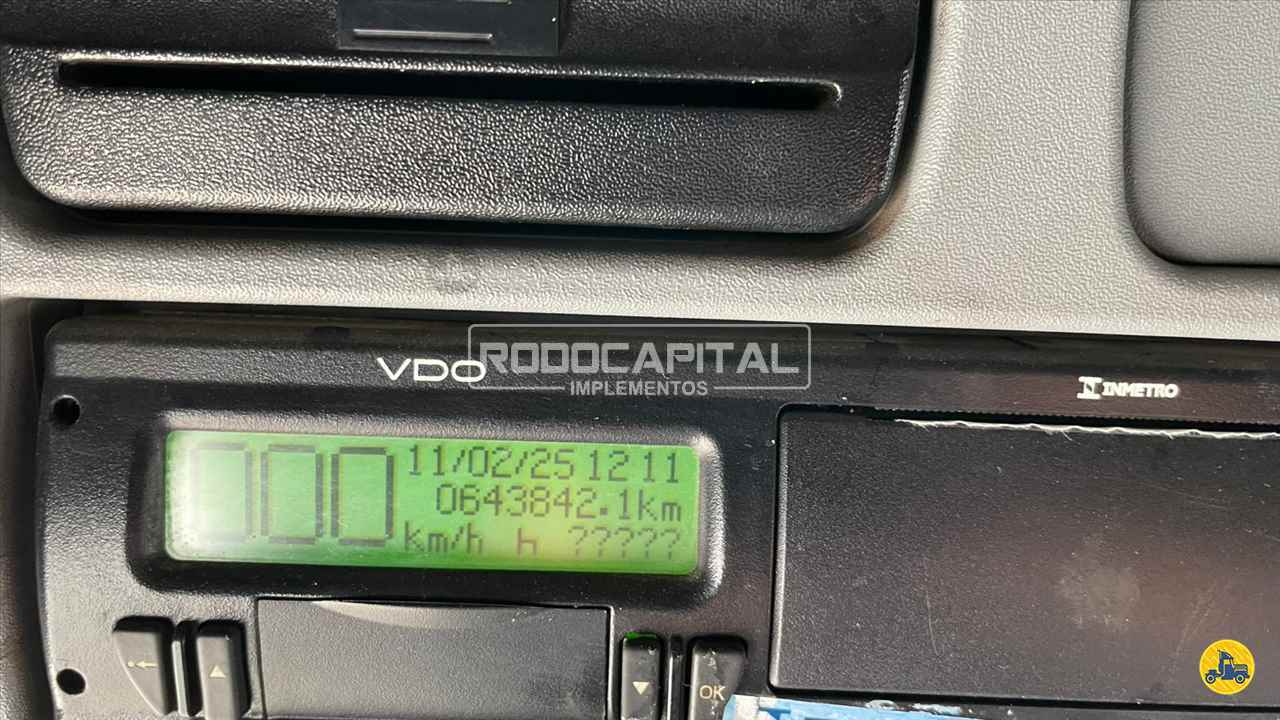 VDO
RODOCAPITAL
IMPLEMENTOS
INMETRO
000 11/02/25 12 11
0643842.1km
km/h ?????
OK